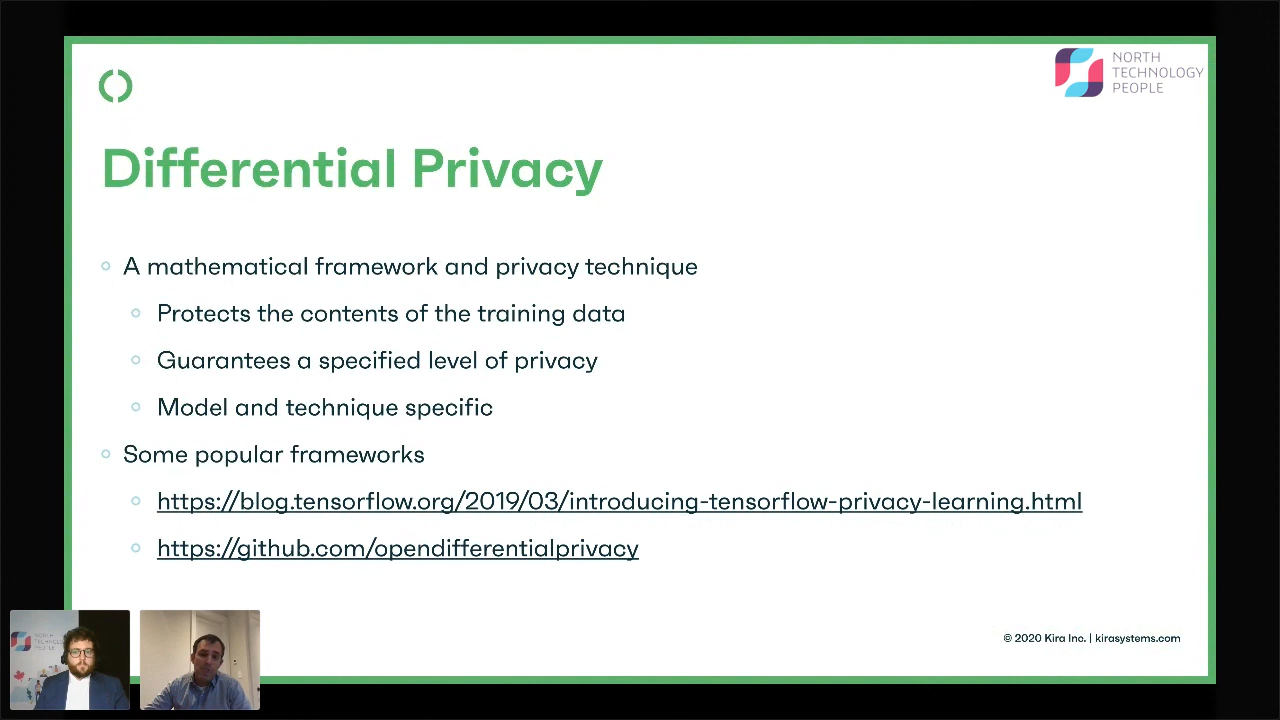 NORTH
TECHNOLOGY
PEOPLE
Differential Privacy
A mathematical framework and privacy technique
Protects the contents of the training data
Guarantees a specified level of privacy
Model and technique specific
Some popular frameworks
https://blog.tensorflow.org/2019/03/introducing-tensorflow-privacy-learning.html
https://github.com/opendifferentialprivacy
© 2020 Kira Inc. | kirasystems.com
NORTH
PEOPLE